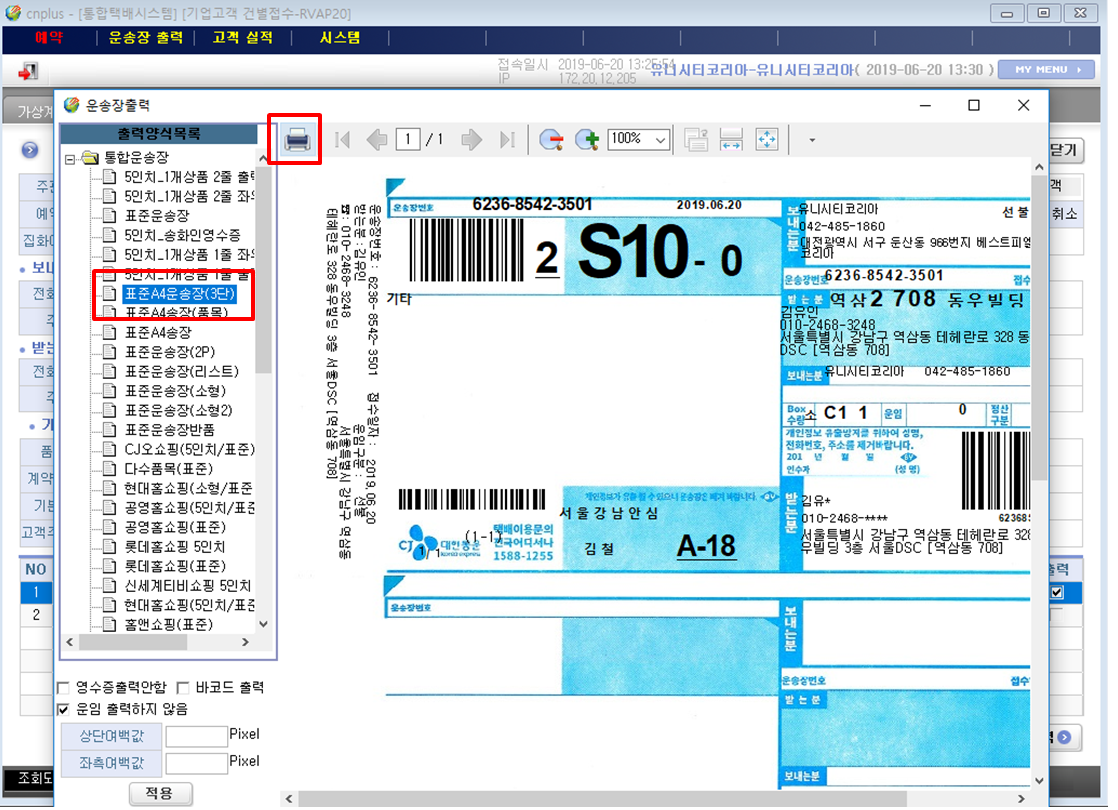 cnplus - [통합택배시스템] [기업고객 건별접수-RVAP20]
예약 운송장 출력 고객 실적 시스템
접속일시 2019-06-20 13:25:54
IP 172,20,12,205
유니시티코리아-유니시티코리아( 2019-06-20 13:30 )
MY MENU
가상계
닫기
운송장출력
출력양식목록
통합운송장
5인치_1개상품 2줄 출력
5인치_1개상품 2줄 좌우
표준운송장
5인치_송화인영수증
5인치_1개상품 1줄 좌우
5인치_1개상품 1줄 출력
표준A4운송장(3단)
표준A4송장(품목)
표준A4송장
표준운송장(2P)
표준운송장(리스트)
표준운송장(소형)
표준운송장(소형2)
표준운송장반품
CJ오쇼핑(5인치/표준)
다수품목(표준)
현대홈쇼핑(소형/표준
공영홈쇼핑(5인치/표준
공영홈쇼핑(표준)
롯데홈쇼핑 5인치
롯데홈쇼핑(표준)
신세계티비쇼핑 5인치
현대홈쇼핑(5인치/표준
홈앤쇼핑(표준)
영수증출력안함 바코드 출력
운임 출력하지 않음
상단여백값 Pixel
좌측여백값 Pixel
적용
1 / 1
100%
운송장번호 : 6236-8542-3501 접수일자 : 2019.06.20
받는분 : 김유인 운임구분 : 선불
☎: 010-2468-3248 서울특별시 강남구 역삼동
테헤란로 328 동우빌딩 3층 서울DSC [역삼동 708]
운송장번호 6236-8542-3501 2019.06.20
2 S10 - 0
기타
개인정보가 유출 될 수 있으니 운송장은 폐기 바랍니다.
서울강남안심
CJ 대한통운
korea express
1/1 (1-1)
택배이용문의
전국어디서나
1588-1255
김철 A-18
보내는분
유니시티코리아 선불
042-485-1860
대전광역시 서구 둔산동 966번지 베스트피엘
코리아
운송장번호 6236-8542-3501 접수
받는분 역삼2 708 동우빌딩
김유인
010-2468-3248
서울특별시 강남구 역삼동 테헤란로 328 동
DSC [역삼동 708]
보내는분 유니시티코리아 042-485-1860
Box 수량 소 C1 1 운임 0 정산구분
개인정보 유출방지를 위하여 성명,
전화번호, 주소를 제거바랍니다.
201 년 월 일
인수자 (성 명)
받는분
김유*
010-2468-****
서울특별시 강남구 역삼동 테헤란로 328
우빌딩 3층 서울DSC [역삼동 708]
62368
운송장번호
보내는분
운송장번호 접수
받는분
보내는분
주
예약
집화
보내
전화
주
받는
전화
주
기
품
계약
기본
고객
NO
1
2
취소
객
출력
조회도